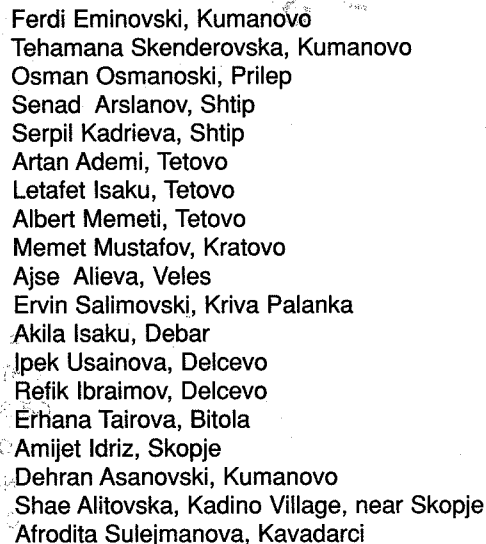 Ferdi Eminovski, Kumanovo
Tehamana Skenderovska, Kumanovo
Osman Osmanoski, Prilep
Senad Arslanov, Shtip
Serpil Kadrieva, Shtip
Artan Ademi, Tetovo
Letafet Isaku, Tetovo
Albert Memeti, Tetovo
Memet Mustafov, Kratovo
Ajse Alieva, Veles
Ervin Salimovski, Kriva Palanka
Akila Isaku, Debar
Ipek Usainova, Delcevo
Refik Ibraimov, Delcevo
Erhana Tairova, Bitola
Amijet Idriz, Skopje
Dehran Asanovski, Kumanovo
Shae Alitovska, Kadino Village, near Skopje
Afrodita Sulejmanova, Kavadarci